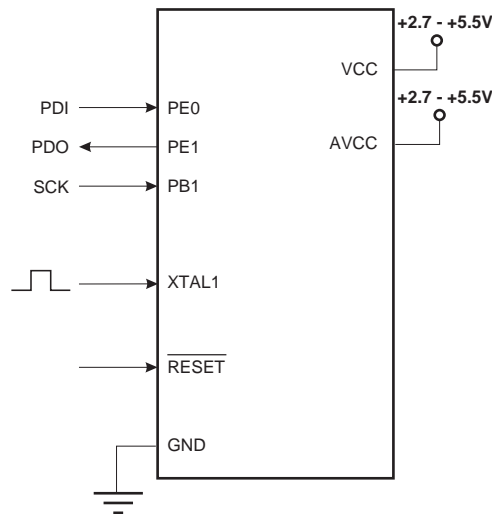 +2.7 - +5.5V
VCC
+2.7 - +5.5V
PDI
PE0
PDO
PE1
AVCC
SCK
PB1
XTAL1
RESET
GND